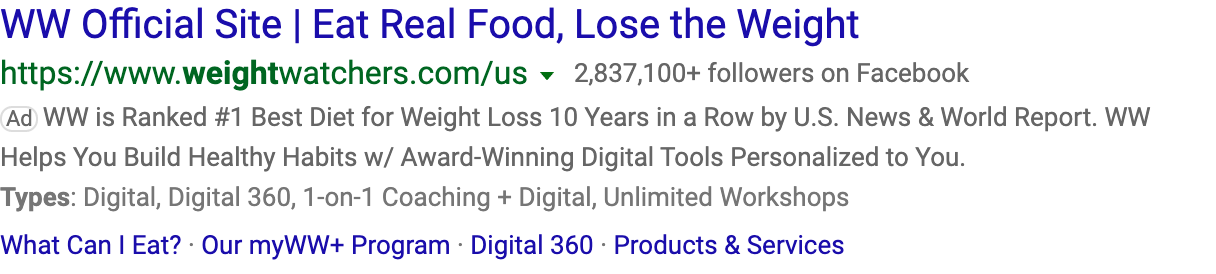 WW Official Site | Eat Real Food, Lose the Weight
https://www.weightwatchers.com/us 2,837,100+ followers on Facebook
Ad WW is Ranked #1 Best Diet for Weight Loss 10 Years in a Row by U.S. News & World Report. WW
Helps You Build Healthy Habits w/ Award-Winning Digital Tools Personalized to You.
Types: Digital, Digital 360, 1-on-1 Coaching + Digital, Unlimited Workshops
What Can I Eat? · Our myWW+ Program · Digital 360 · Products & Services